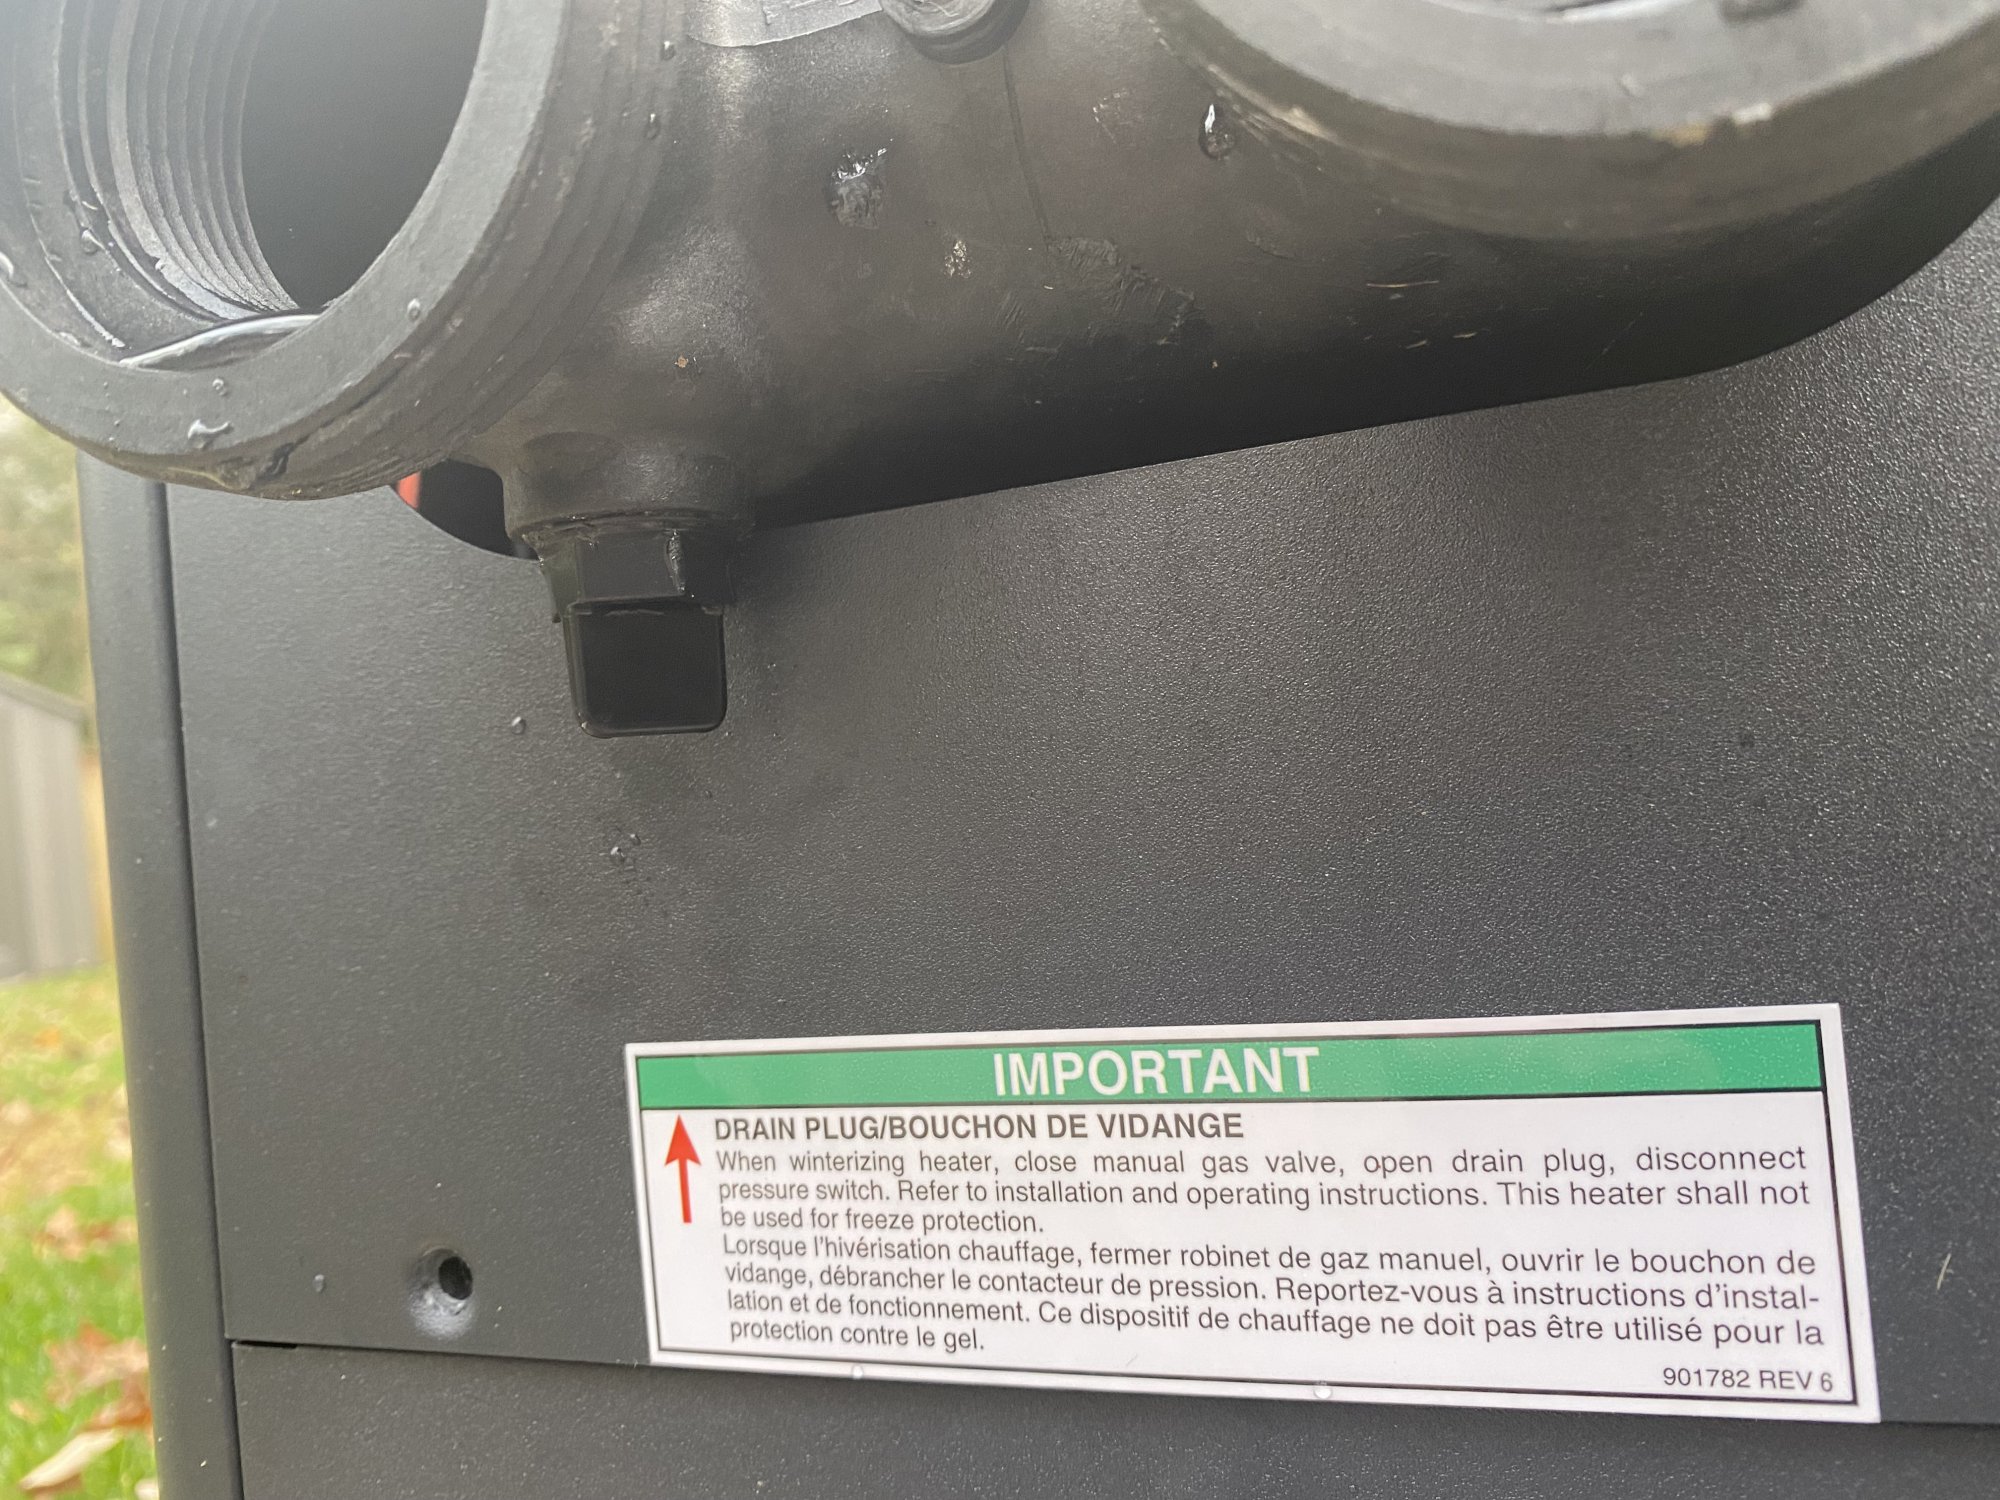 IMPORTANT
DRAIN PLUG/BOUCHON DE VIDANGE
When winterizing heater, close manual gas valve, open drain plug, disconnect
pressure switch. Refer to installation and operating instructions. This heater shall not
be used for freeze protection.
Lorsque l'hivérisation chauffage, fermer robinet de gaz manuel, ouvrir le bouchon de
vidange, débrancher le contacteur de pression. Reportez-vous à instructions d'instal-
lation et de fonctionnement. Ce dispositif de chauffage ne doit pas être utilisé pour la
protection contre le gel.
901782 REV 6